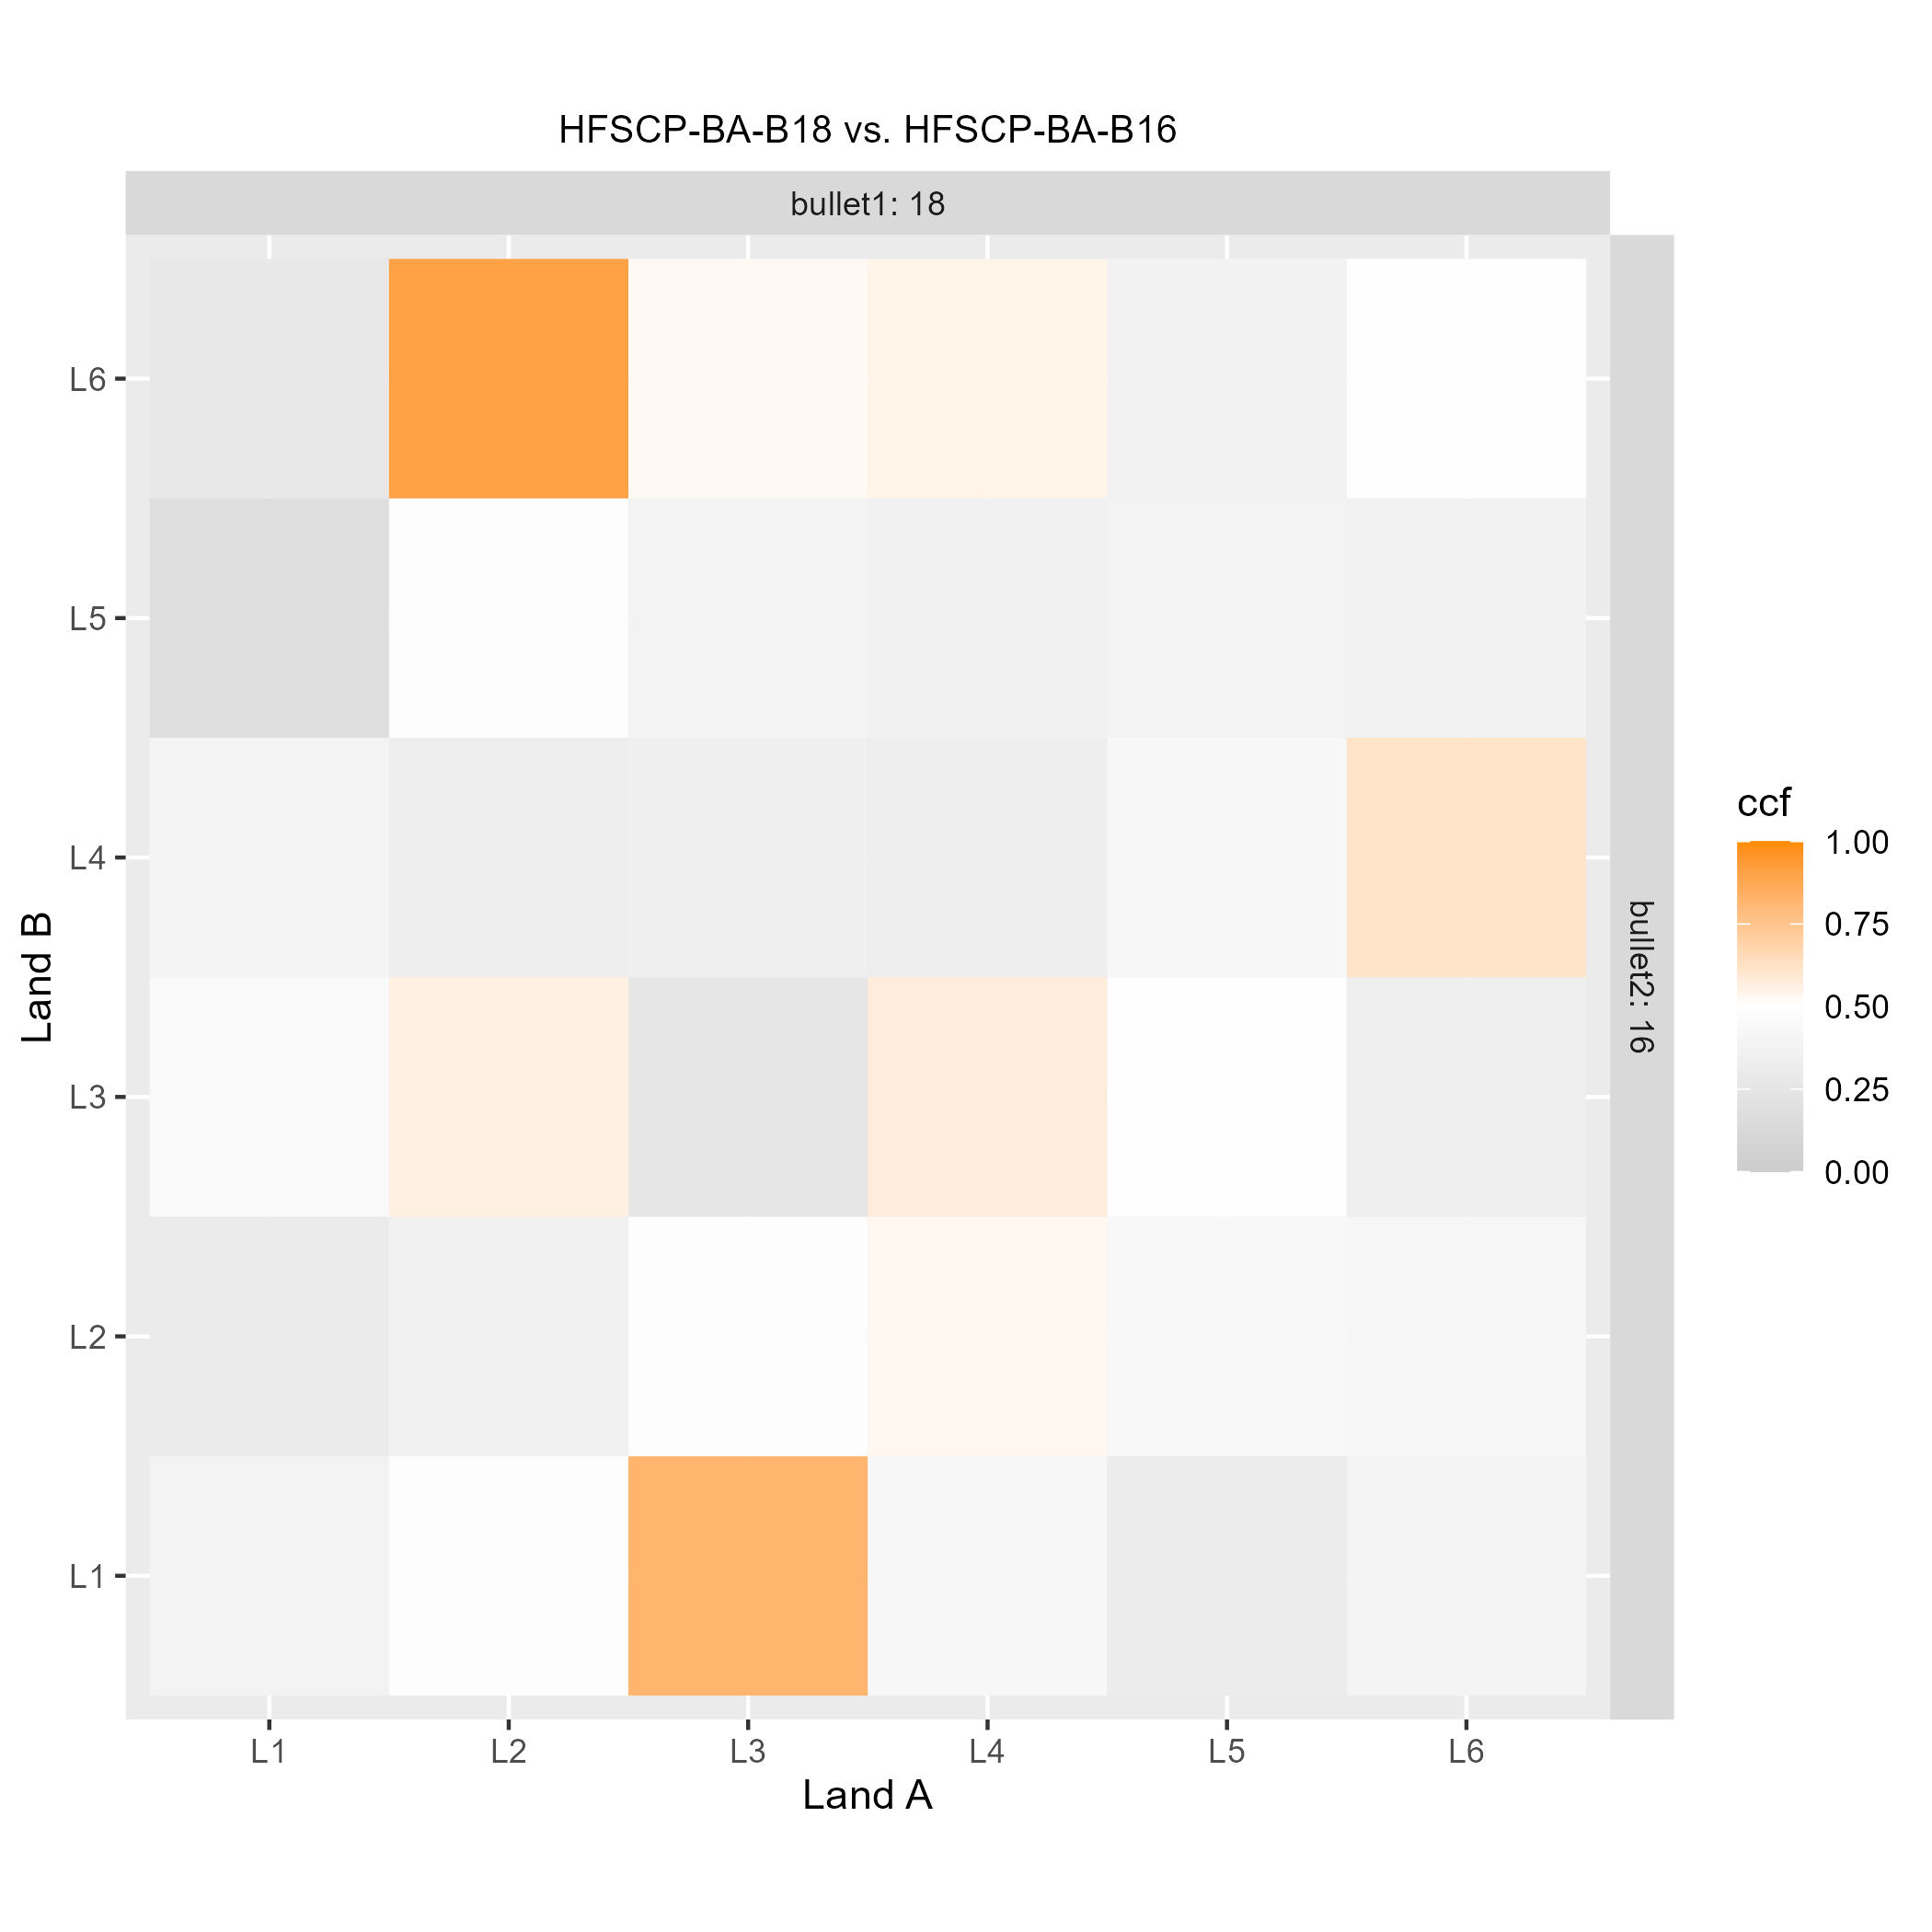 HFSCP-BA-B18 vs. HFSCP-BA-B16
bullet1: 18
L6
L5
L4
L3
L2
L1
Land B
bullet2: 16
ccf
1.00
0.75
0.50
0.25
0.00
L1
L2
L3
L4
L5
L6
Land A